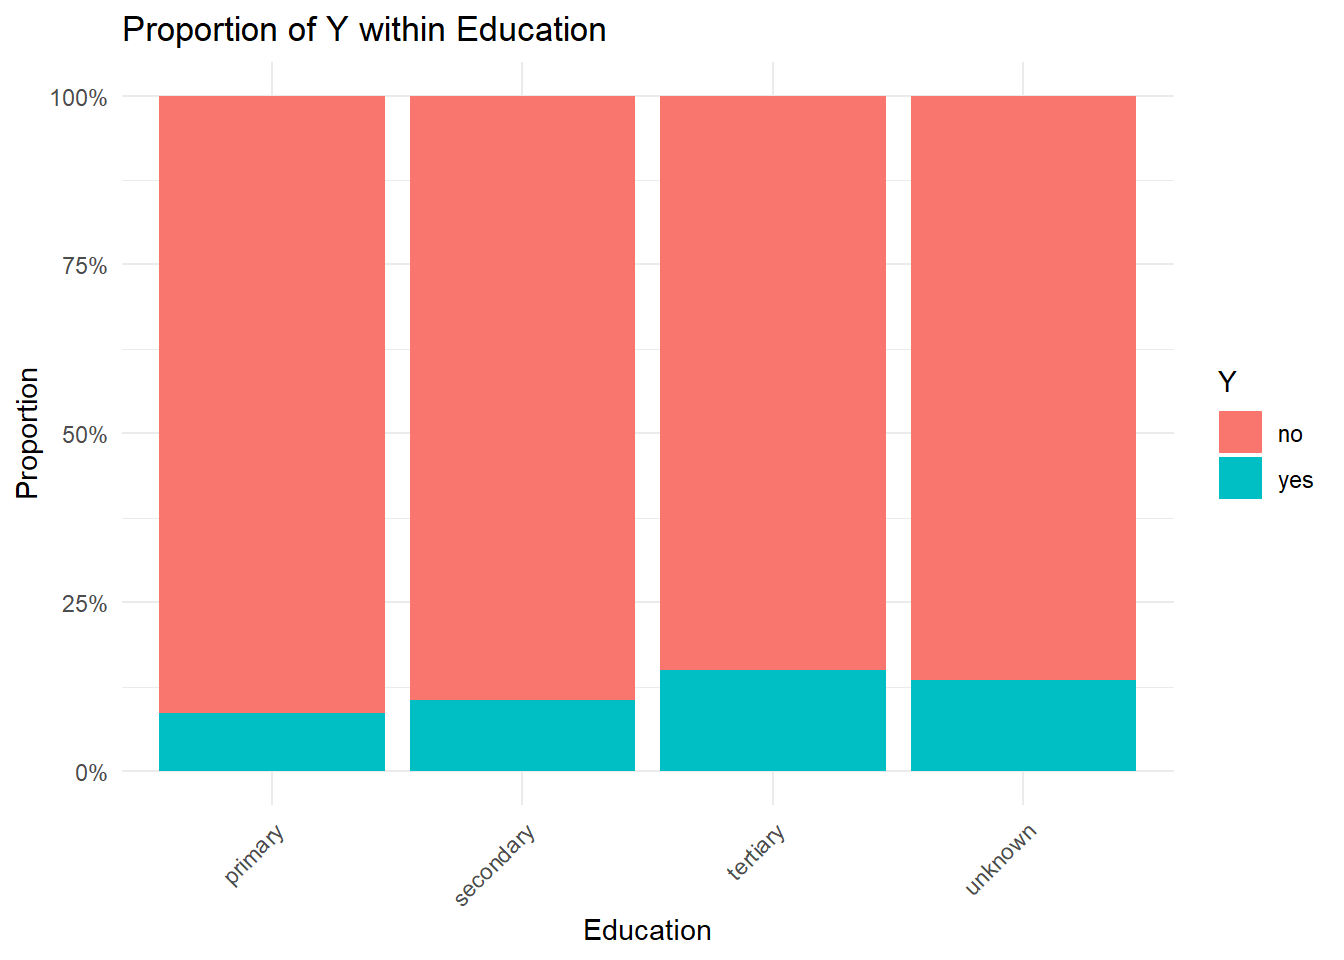 Proportion of Y within Education
100%
75%
50%
25%
0%
Proportion
primary
secondary
tertiary
unknown
Education
Y
no
yes